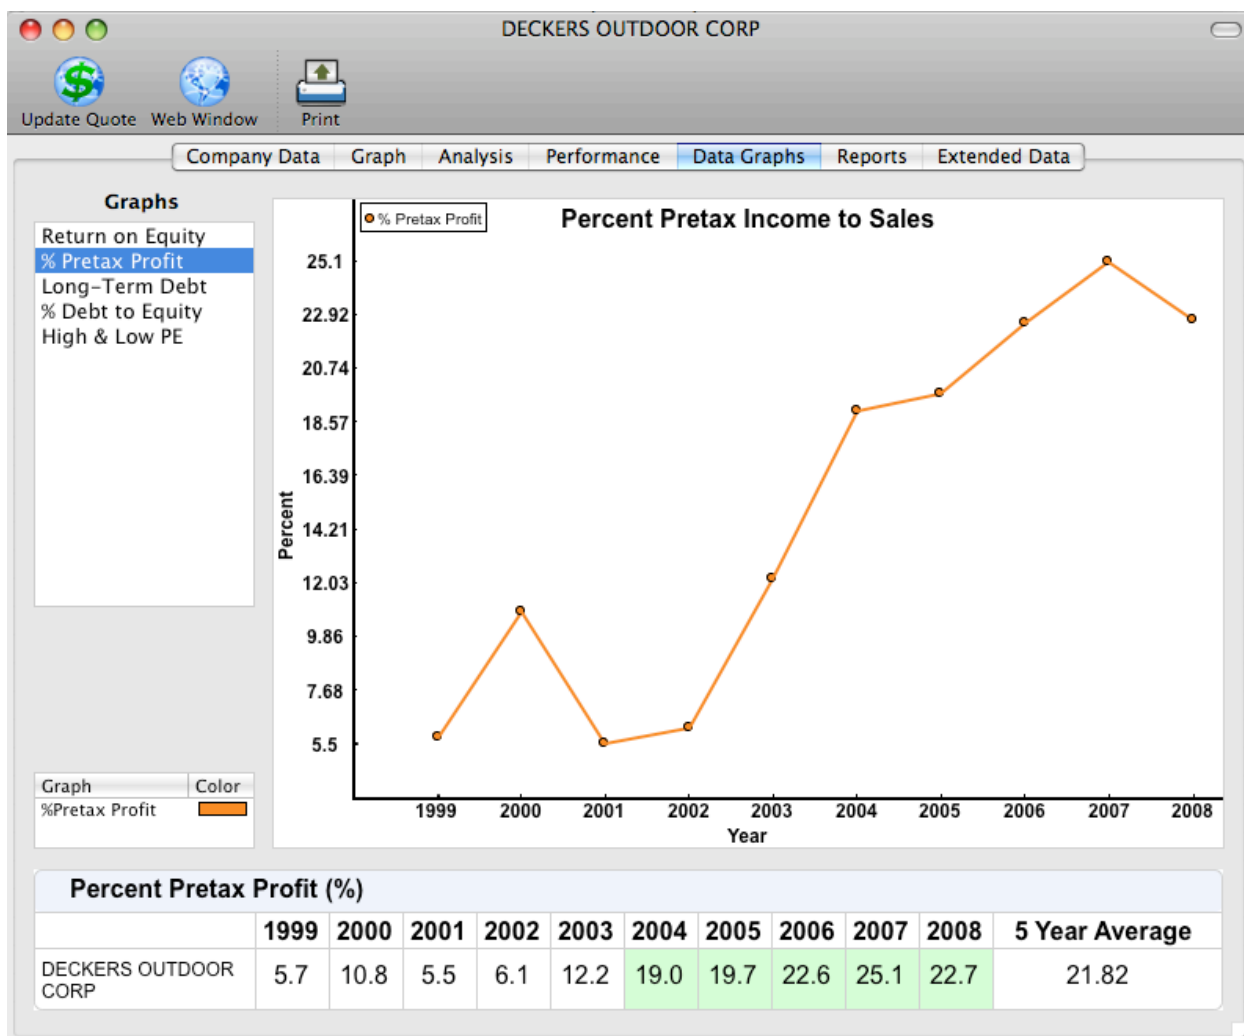 DECKERS OUTDOOR CORP
Update Quote Web Window Print
Company Data Graph Analysis Performance Data Graphs Reports Extended Data
Graphs
Return on Equity
% Pretax Profit
Long-Term Debt
% Debt to Equity
High & Low PE
% Pretax Profit
Percent Pretax Income to Sales
25.1
22.92
20.74
18.57
16.39
14.21
12.03
9.86
7.68
5.5
Percent
1999 2000 2001 2002 2003 2004 2005 2006 2007 2008
Year
Graph Color
%Pretax Profit
Percent Pretax Profit (%)
1999 2000 2001 2002 2003 2004 2005 2006 2007 2008 5 Year Average
DECKERS OUTDOOR
CORP
5.7 10.8 5.5 6.1 12.2 19.0 19.7 22.6 25.1 22.7 21.82